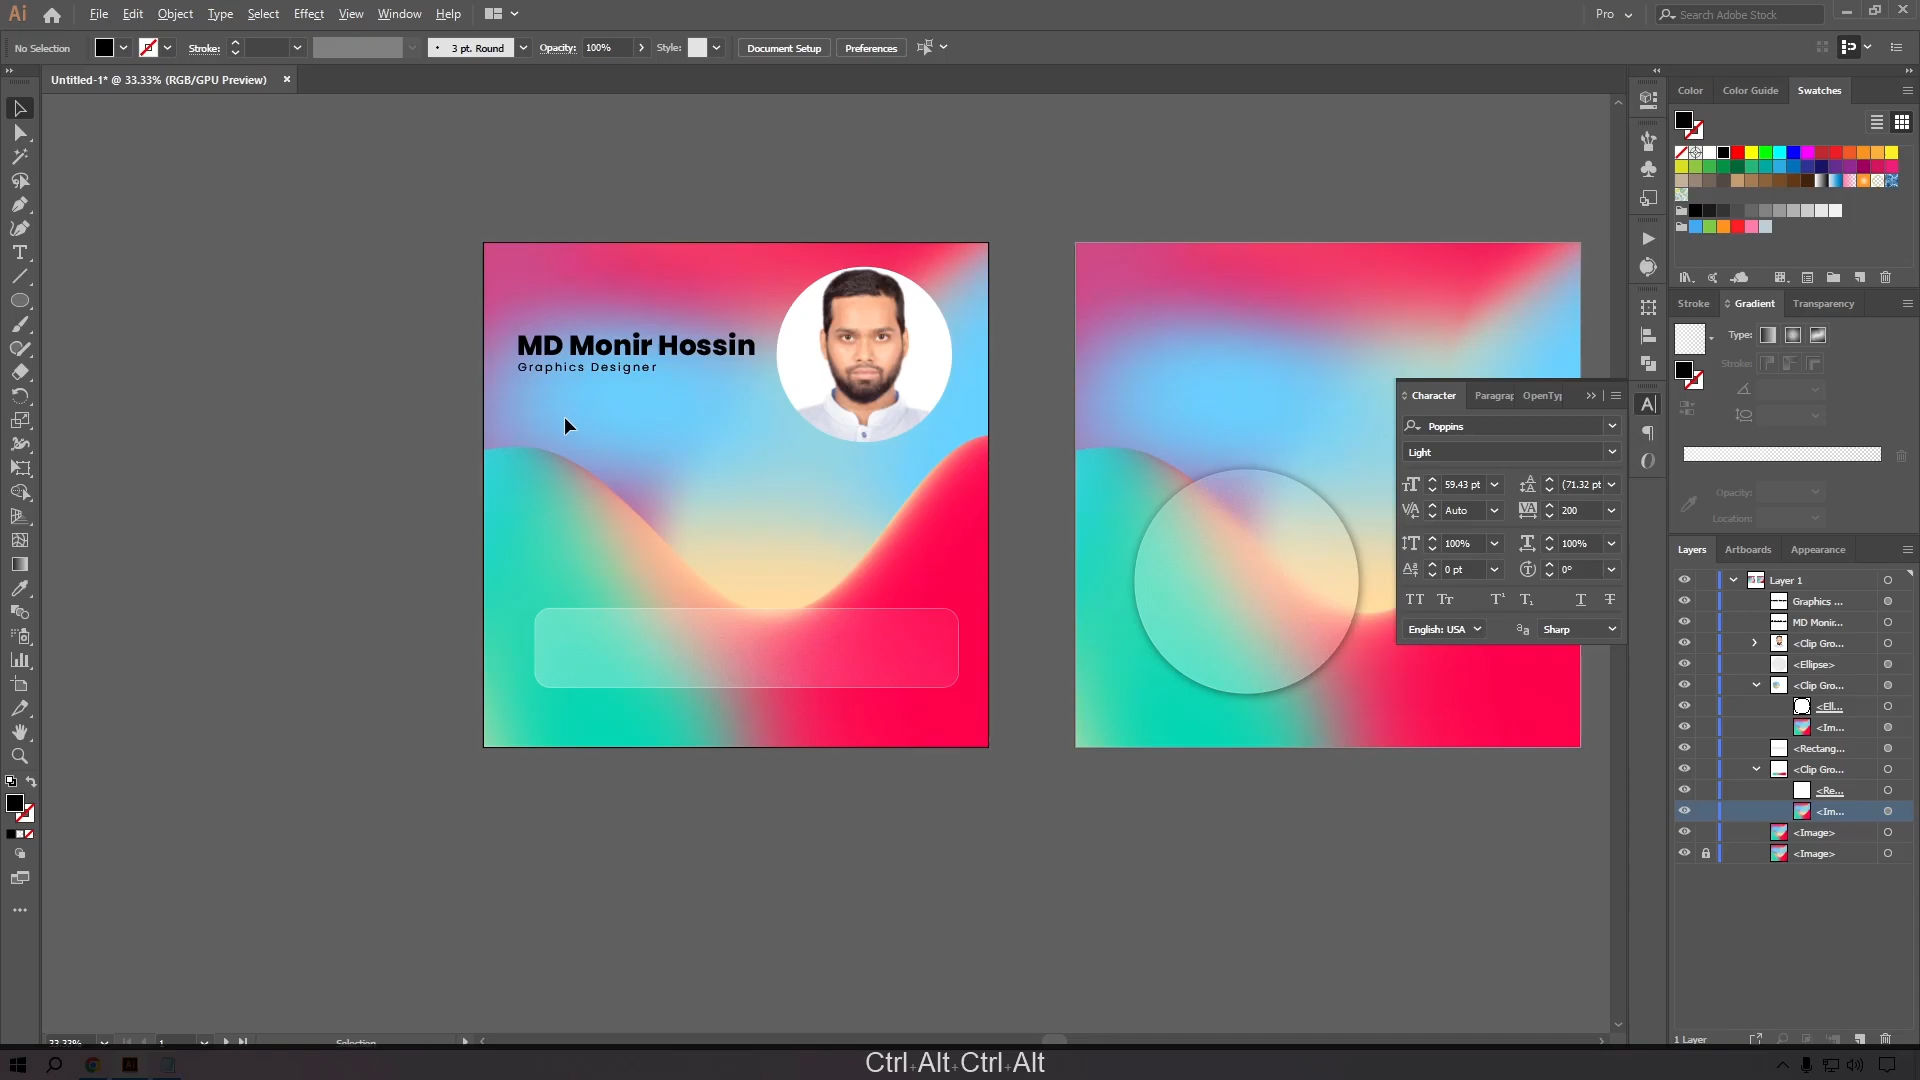 Ai File Edit Object Type Select Effect View Window Help Pro Search Adobe Stock
No Selection Stroke: 3 pt. Round Opacity: 100% Style: Document Setup Preferences
Untitled-1* @ 33.33% (RGB/GPU Preview)
Color Color Guide Swatches
Stroke Gradient Transparency
Type:
Stroke:
Opacity:
Location:
MD Monir Hossin
Graphics Designer
Character Paragrap OpenTyp
Poppins
Light
59.43 pt (71.32 pt
Auto 200
100% 100%
0 pt 0°
English: USA Sharp
Layers Artboards Appearance
Layer 1
Graphics ...
MD Monir...
<Clip Gro...
<Ellipse>
<Clip Gro...
<Ell...
<Im...
<Rectang...
<Clip Gro...
<Re...
<Im...
<Image>
<Image>
1 Layer
33.33% 1 Selection
Ctrl+Alt+Ctrl+Alt